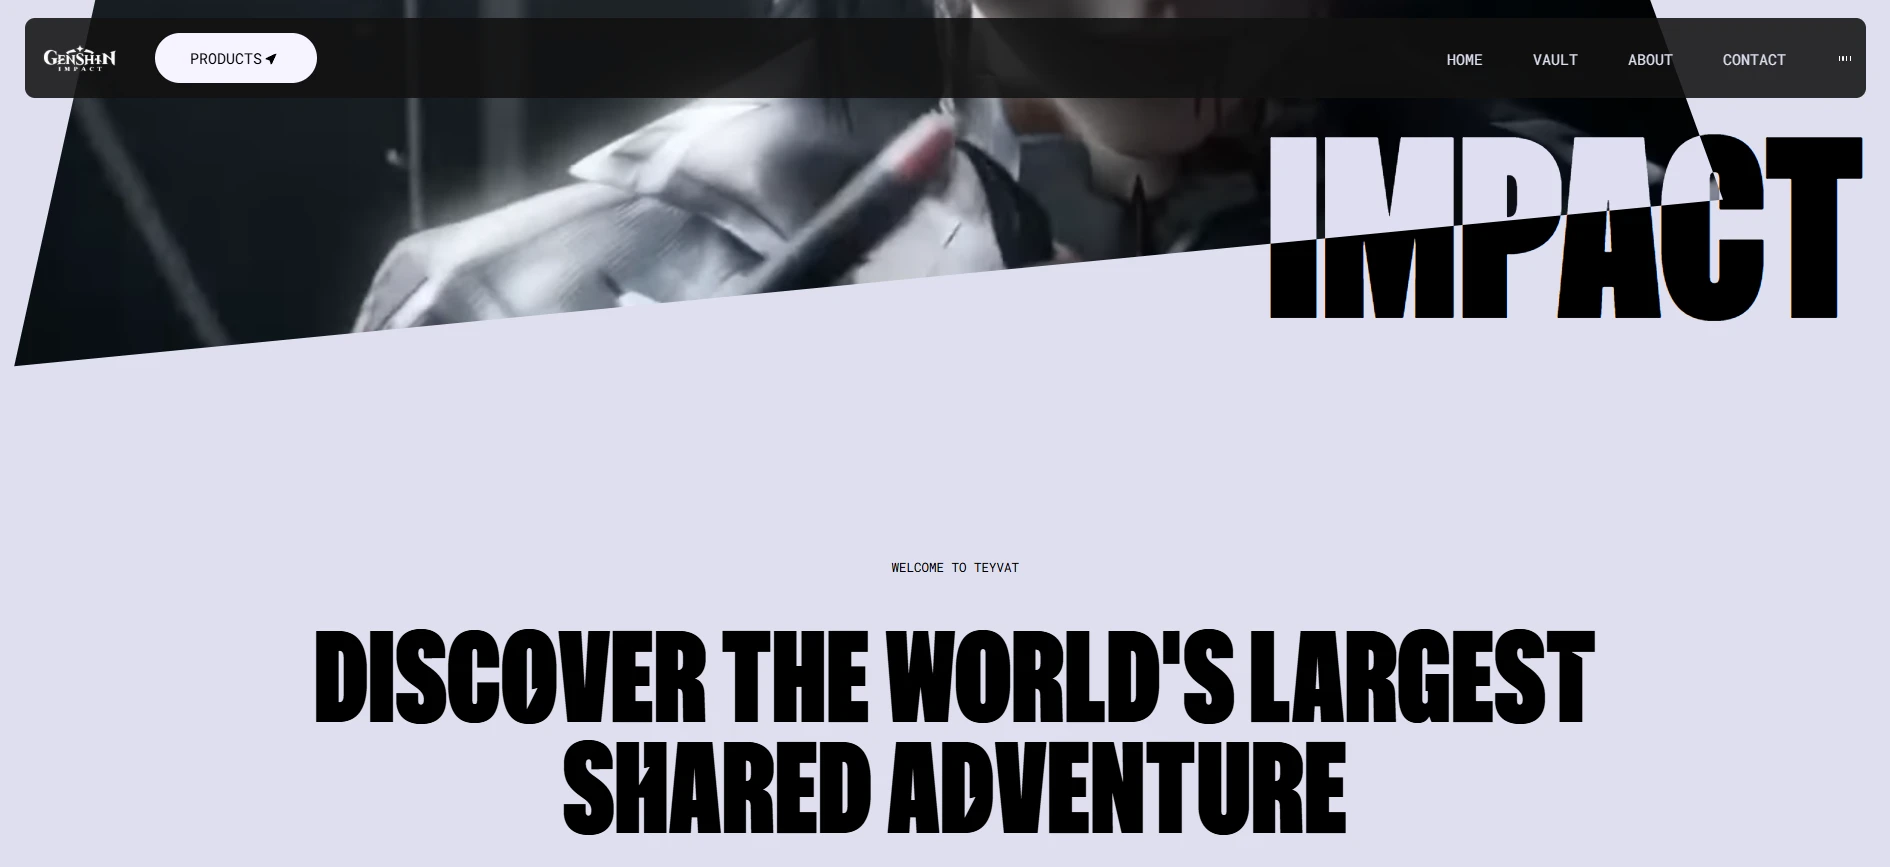 GENSHIN
IMPACT
PRODUCTS
HOME
VAULT
ABOUT
CONTACT
IMPACT
WELCOME TO TEYVAT
DISCOVER THE WORLD'S LARGEST
SHARED ADVENTURE